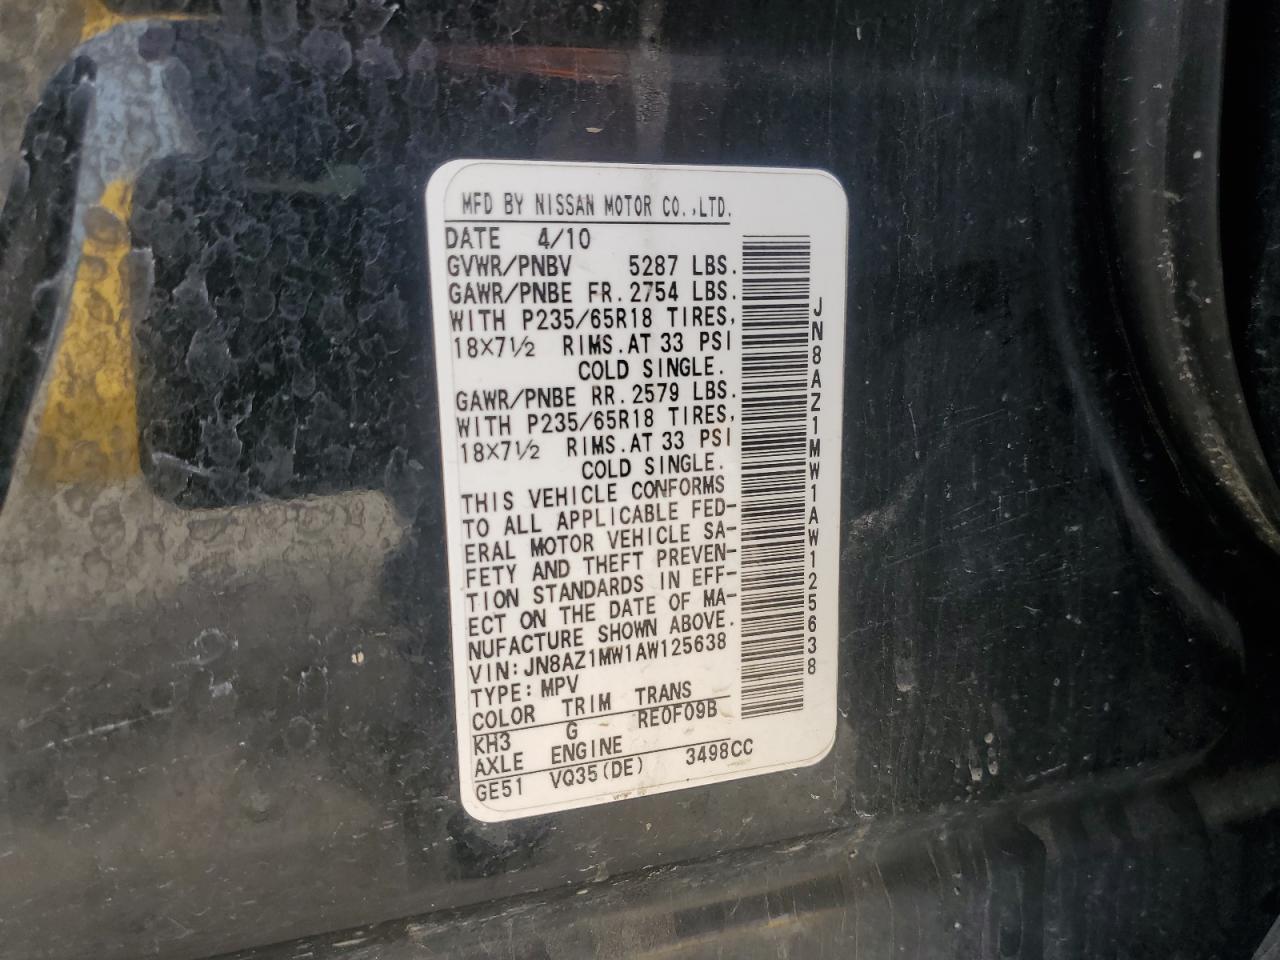 MFD BY NISSAN MOTOR CO.,LTD.
DATE 4/10
GVWR/PNBV 5287 LBS.
GAWR/PNBE FR. 2754 LBS.
WITH P235/65R18 TIRES,
18X7½ RIMS. AT 33 PSI
COLD SINGLE.
GAWR/PNBE RR. 2579 LBS.
WITH P235/65R18 TIRES,
18X7½ RIMS. AT 33 PSI
COLD SINGLE.
THIS VEHICLE CONFORMS
TO ALL APPLICABLE FED-
ERAL MOTOR VEHICLE SA-
FETY AND THEFT PREVEN-
TION STANDARDS IN EFF-
ECT ON THE DATE OF MA-
NUFACTURE SHOWN ABOVE.
VIN: JN8AZ1MW1AW125638
TYPE: MPV
COLOR TRIM TRANS
KH3 G RE0F09B
AXLE ENGINE
GE51 VQ35(DE) 3498CC
JN8AZ1MW1AW125638